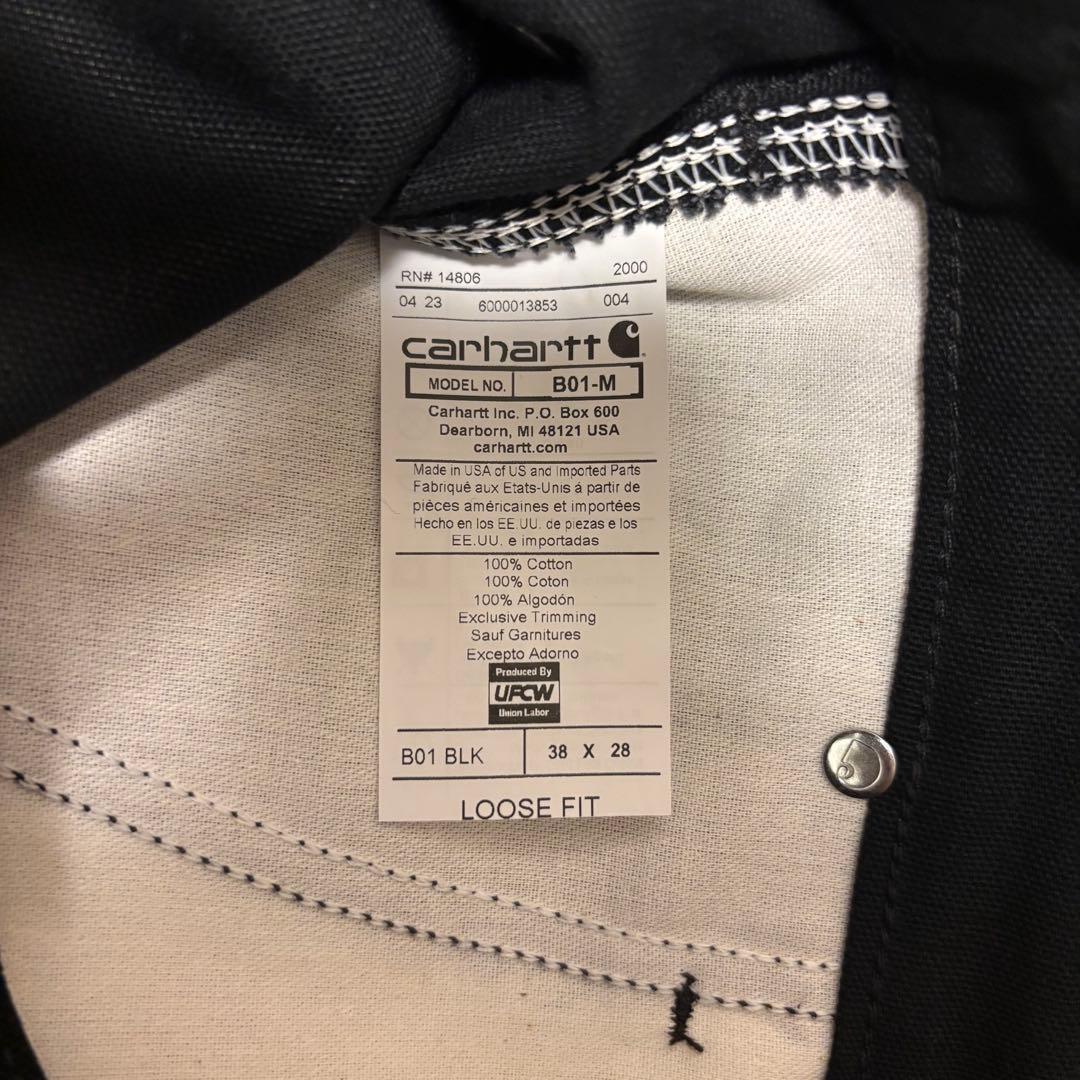 RN# 14806 2000
04 23 6000013853 004
carhartt
MODEL NO. B01-M
Carhartt Inc. P.O. Box 600
Dearborn, MI 48121 USA
carhartt.com
Made in USA of US and Imported Parts
Fabriqué aux Etats-Unis á partir de
pièces américaines et importées
Hecho en los EE.UU. de piezas e los
EE.UU. e importadas
100% Cotton
100% Coton
100% Algodón
Exclusive Trimming
Sauf Garnitures
Excepto Adorno
Produced By
UFCW
Union Labor
B01 BLK 38 X 28
LOOSE FIT